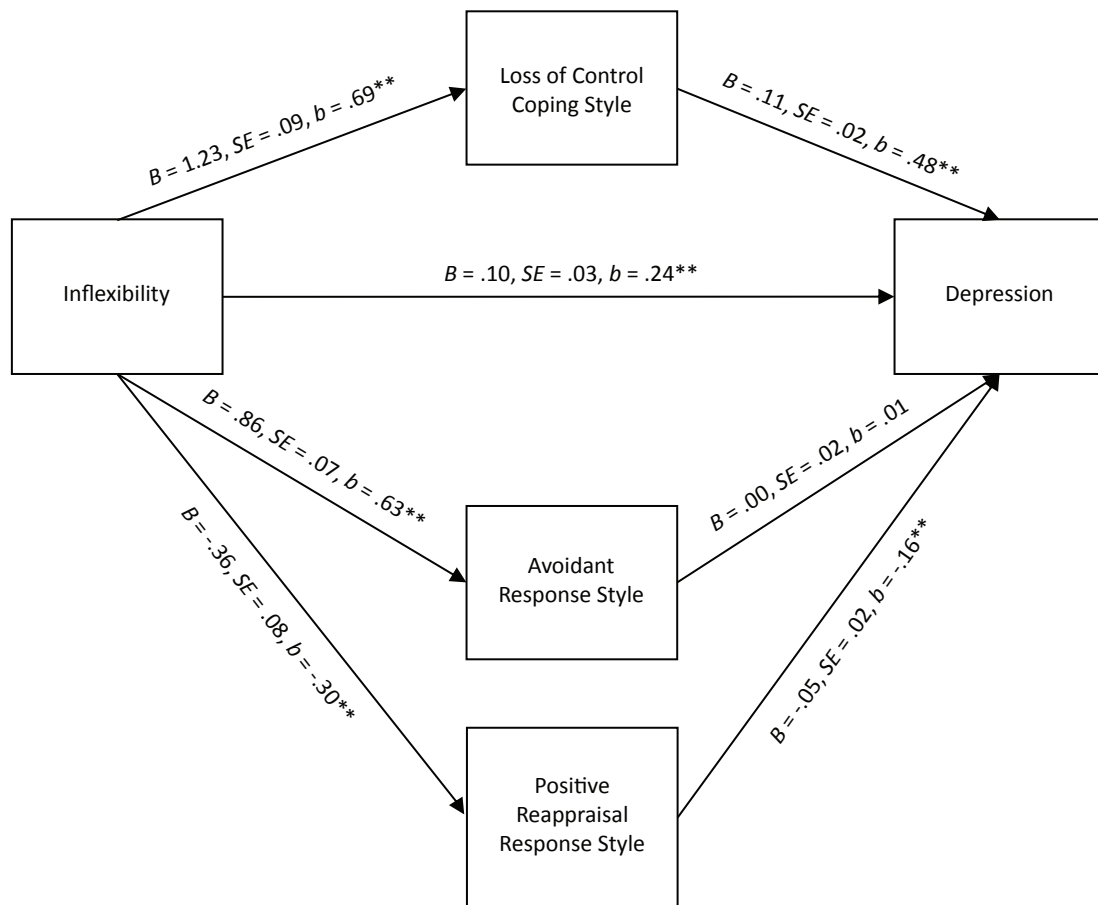 Loss of Control
Coping Style
B = 1.23, SE = .09, b = .69**
B = .11, SE = .02, b = .48**
Inflexibility
B = .10, SE = .03, b = .24**
Depression
B = .86, SE = .07, b = .63**
B = .00, SE = .02, b = .01
Avoidant
Response Style
B = -.36, SE = .08, b = -.30**
B = -.05, SE = .02, b = -.16**
Positive
Reappraisal
Response Style